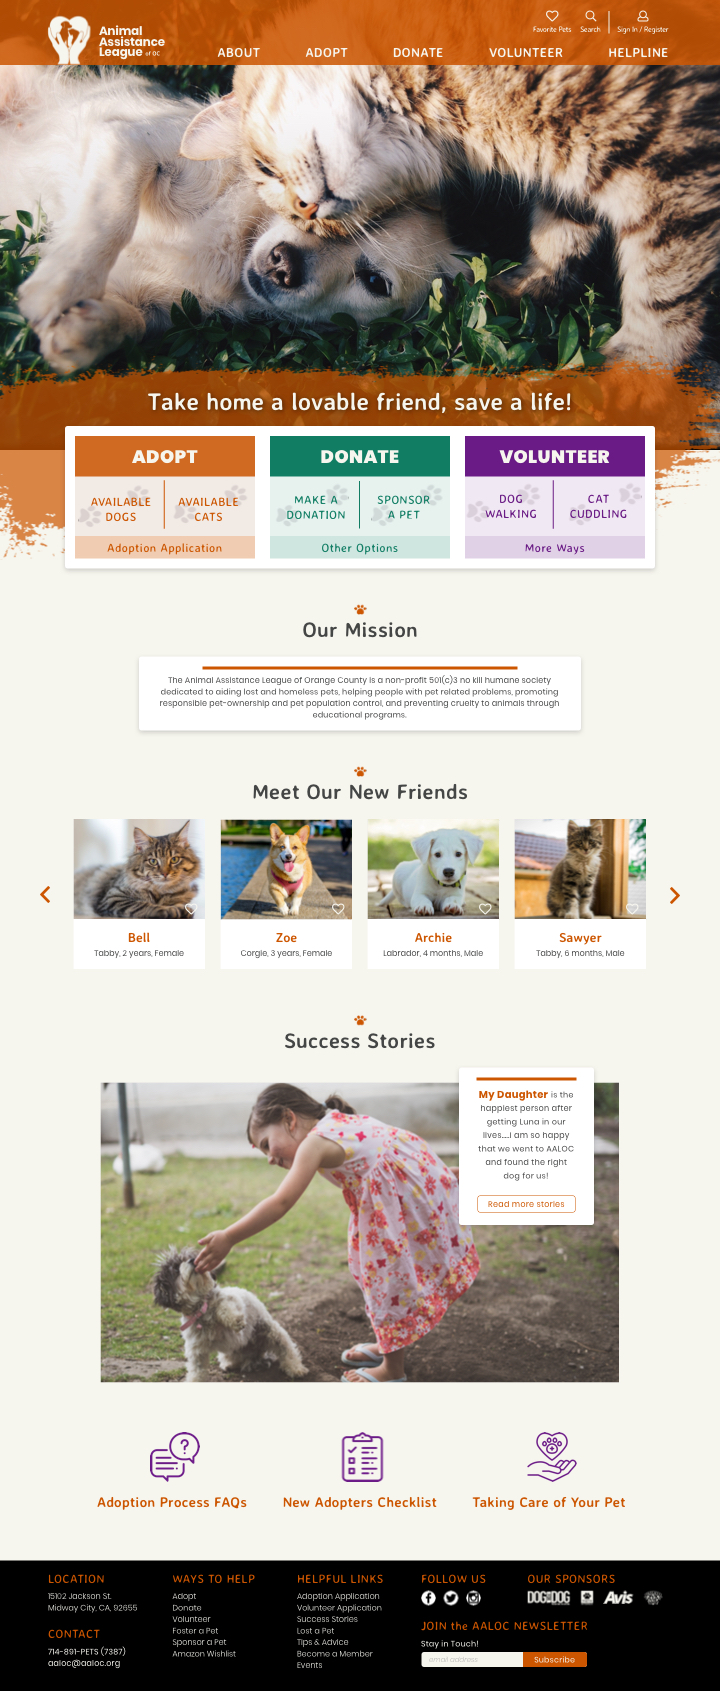 Animal
Assistance
League of OC
Favorite Pets
Search
Sign In / Register
ABOUT
ADOPT
DONATE
VOLUNTEER
HELPLINE
Take home a lovable friend, save a life!
ADOPT
AVAILABLE
DOGS
AVAILABLE
CATS
Adoption Application
DONATE
MAKE A
DONATION
SPONSOR
A PET
Other Options
VOLUNTEER
DOG
WALKING
CAT
CUDDLING
More Ways
Our Mission
The Animal Assistance League of Orange County is a non-profit 501(c)3 no kill humane society
dedicated to aiding lost and homeless pets, helping people with pet related problems, promoting
responsible pet-ownership and pet population control, and preventing cruelty to animals through
educational programs.
Meet Our New Friends
Bell
Tabby, 2 years, Female
Zoe
Corgie, 3 years, Female
Archie
Labrador, 4 months, Male
Sawyer
Tabby, 6 months, Male
Success Stories
My Daughter is the
happiest person after
getting Luna in our
lives....I am so happy
that we went to AALOC
and found the right
dog for us!
Read more stories
Adoption Process FAQs
New Adopters Checklist
Taking Care of Your Pet
LOCATION
15102 Jackson St.
Midway City, CA, 92655
CONTACT
714-891-PETS (7387)
aaloc@aaloc.org
WAYS TO HELP
Adopt
Donate
Volunteer
Foster a Pet
Sponsor a Pet
Amazon Wishlist
HELPFUL LINKS
Adoption Application
Volunteer Application
Success Stories
Lost a Pet
Tips & Advice
Become a Member
Events
FOLLOW US
OUR SPONSORS
Avis
JOIN the AALOC NEWSLETTER
Stay in Touch!
email address
Subscribe